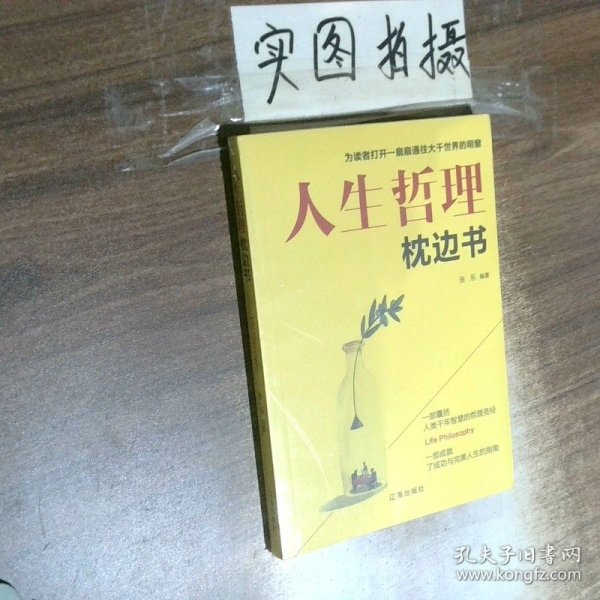 实图拍摄
为读者打开一扇扇通往大千世界的明窗
人生哲理
枕边书
张 乐 编著
一部囊括
人类千年智慧的哲理圣经
Life Philosophy
一部成就
了成功与完美人生的指南
辽海出版社
孔夫子旧书网
www.kongfz.com